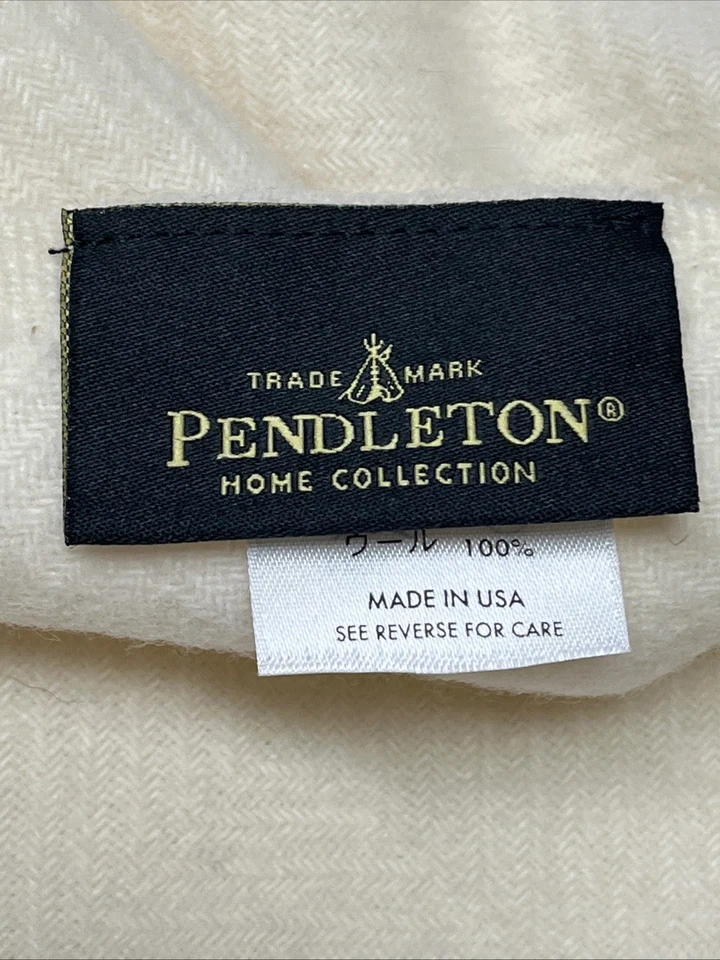 TRADE MARK
PENDLETON®
HOME COLLECTION
ウール 100%
MADE IN USA
SEE REVERSE FOR CARE